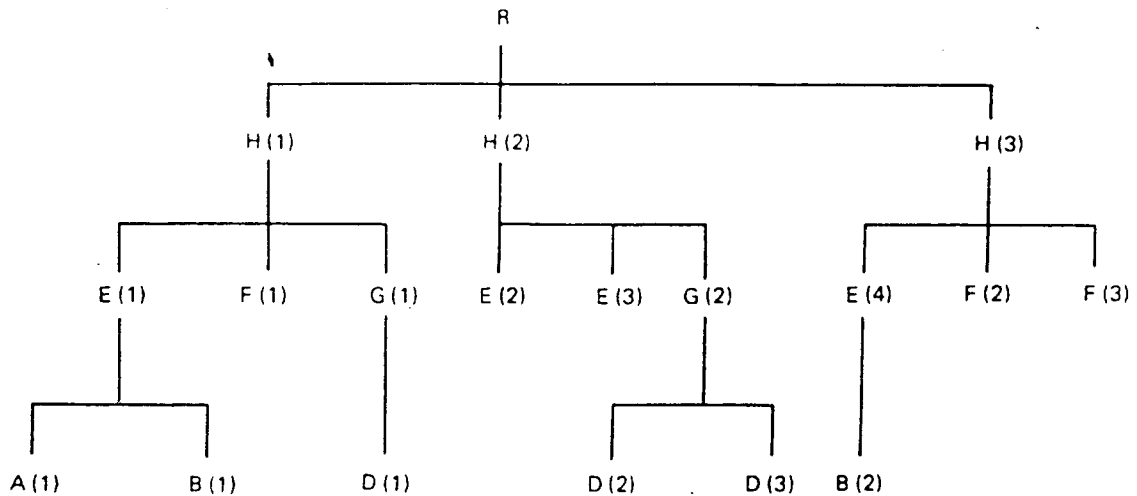 R
H (1) H (2) H (3)
E (1) F (1) G (1) E (2) E (3) G (2) E (4) F (2) F (3)
A (1) B (1) D (1) D (2) D (3) B (2)